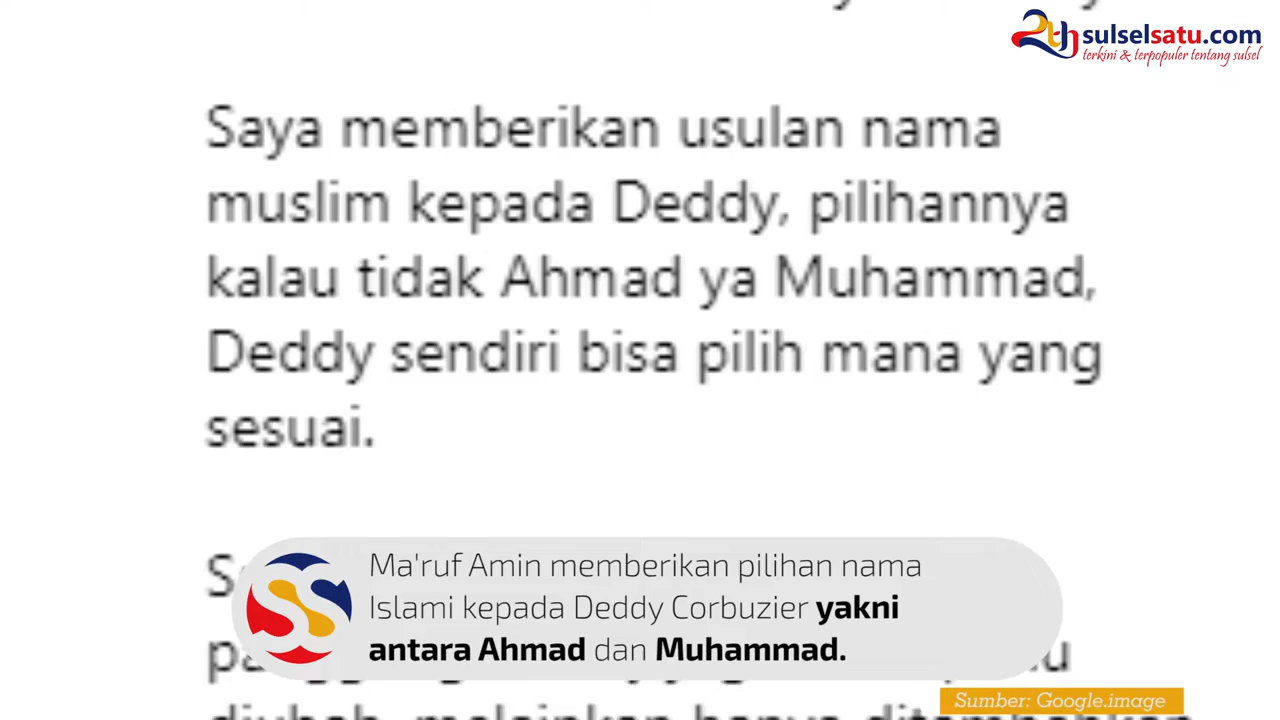 2th sulselsatu.com
terkini & terpopuler tentang sulsel
Saya memberikan usulan nama
muslim kepada Deddy, pilihannya
kalau tidak Ahmad ya Muhammad,
Deddy sendiri bisa pilih mana yang
sesuai.
Ma'ruf Amin memberikan pilihan nama
Islami kepada Deddy Corbuzier yakni
antara Ahmad dan Muhammad.
Sumber: Google.image